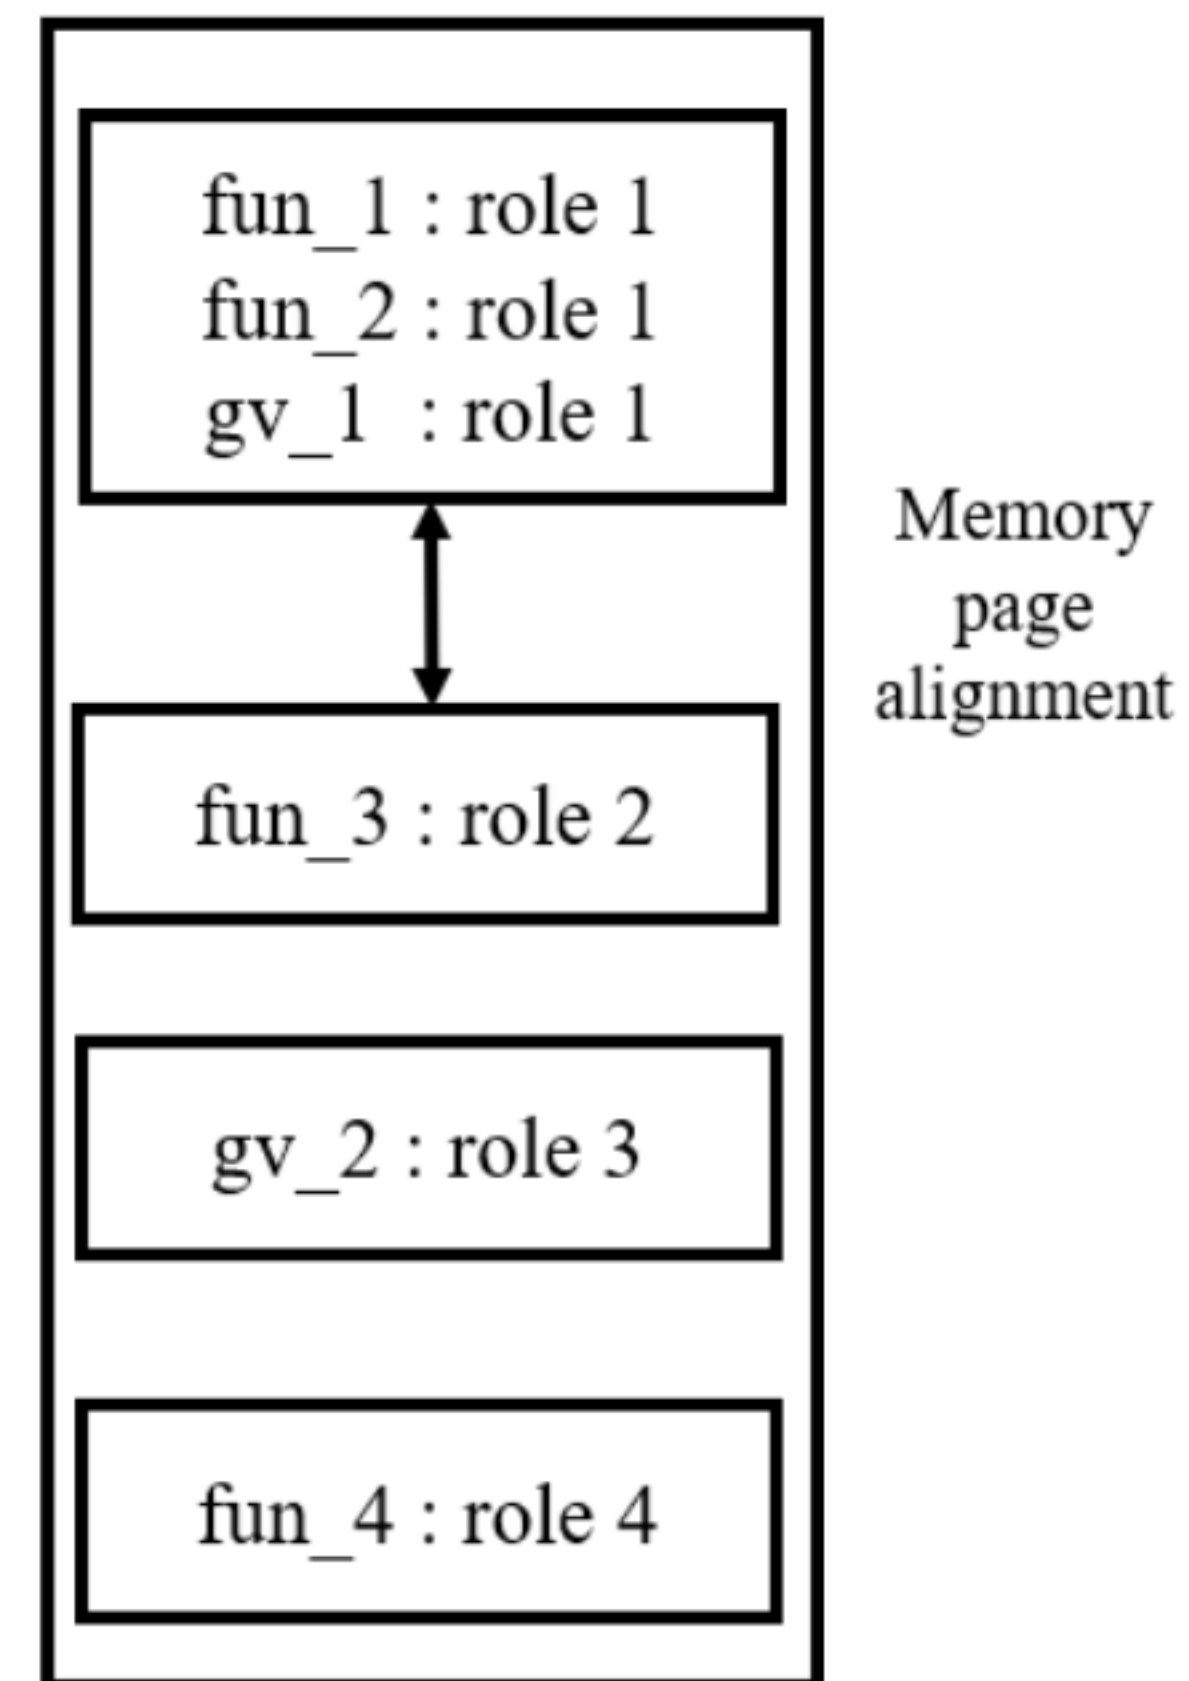 fun_1 : role 1
fun_2 : role 1
gv_1 : role 1
Memory
page
alignment
fun_3 : role 2
gv_2 : role 3
fun_4 : role 4